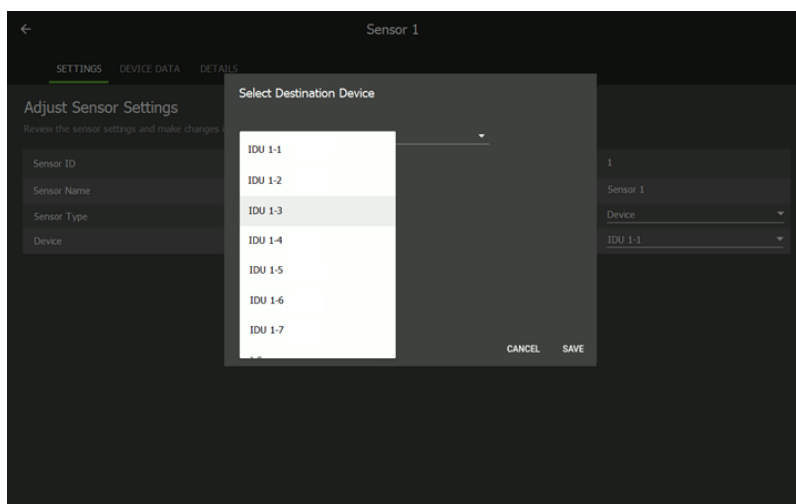 Sensor 1
SETTINGS DEVICE DATA DETAILS
Select Destination Device
Adjust Sensor Settings
Review the sensor settings and make changes
IDU 1-1
IDU 1-2
IDU 1-3
IDU 1-4
IDU 1-5
IDU 1-6
IDU 1-7
Sensor ID 1
Sensor Name Sensor 1
Sensor Type Device
Device IDU 1-1
CANCEL SAVE